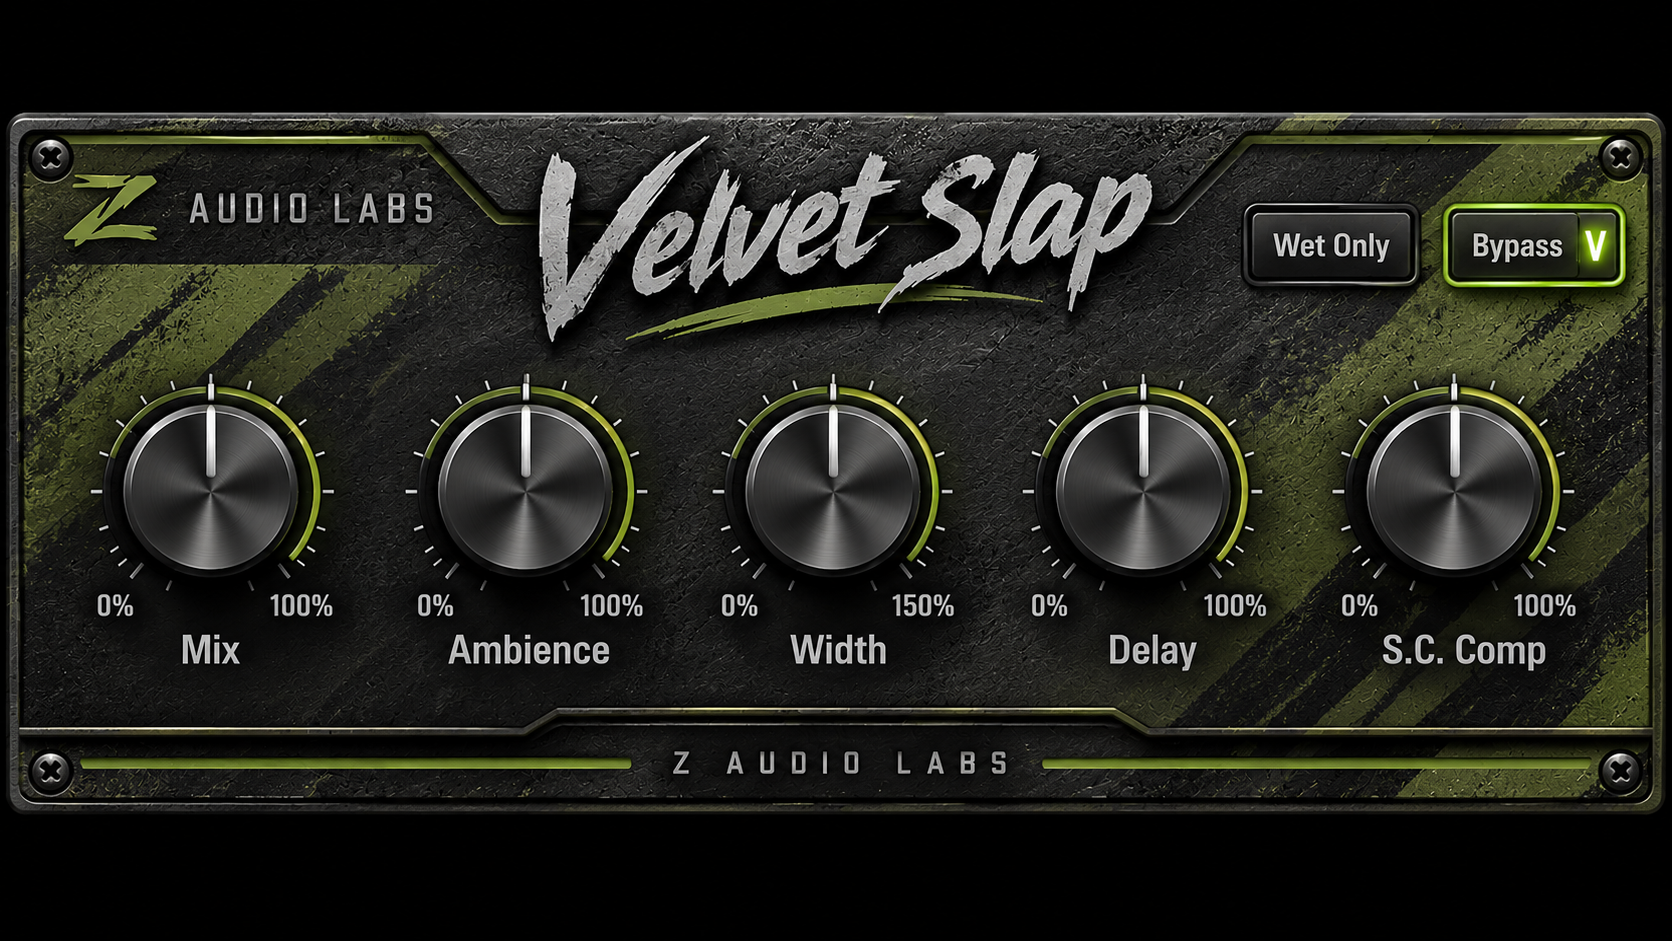 Z AUDIO LABS
Velvet Slap
Wet Only
Bypass V
0% 100%
Mix
0% 100%
Ambience
0% 150%
Width
0% 100%
Delay
0% 100%
S.C. Comp
Z AUDIO LABS